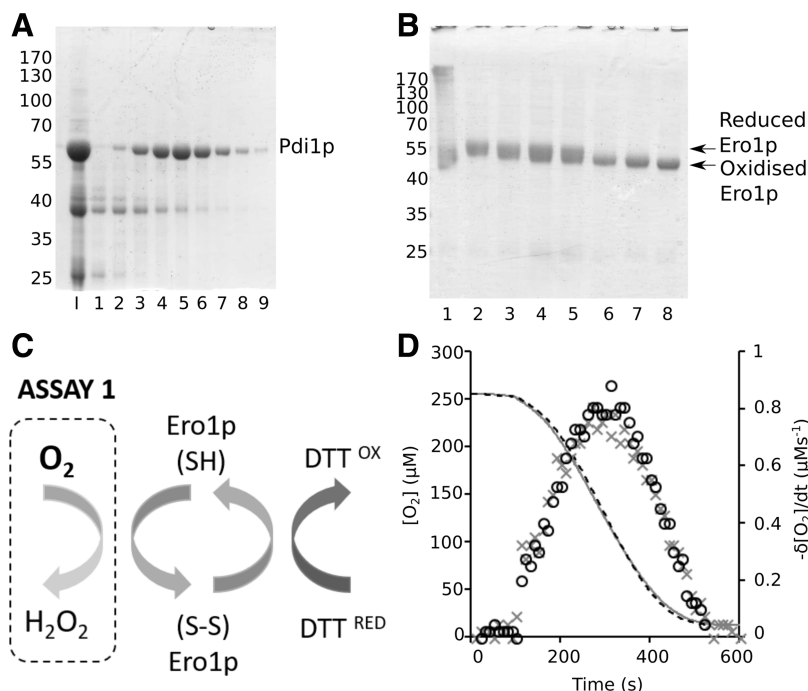 A
170
130
100
70
55
40
35
25
Pdi1p
I 1 2 3 4 5 6 7 8 9
B
170
130
100
70
55
40
35
25
Reduced
Ero1p
Oxidised
Ero1p
1 2 3 4 5 6 7 8
C
ASSAY 1
O2
H2O2
Ero1p
(SH)
(S-S)
Ero1p
DTT OX
DTT RED
D
300
250
200
150
100
50
0
[O2] (µM)
1
0.8
0.6
0.4
0.2
0
-δ[O2]/dt (µMs-1)
0 200 400 600
Time (s)